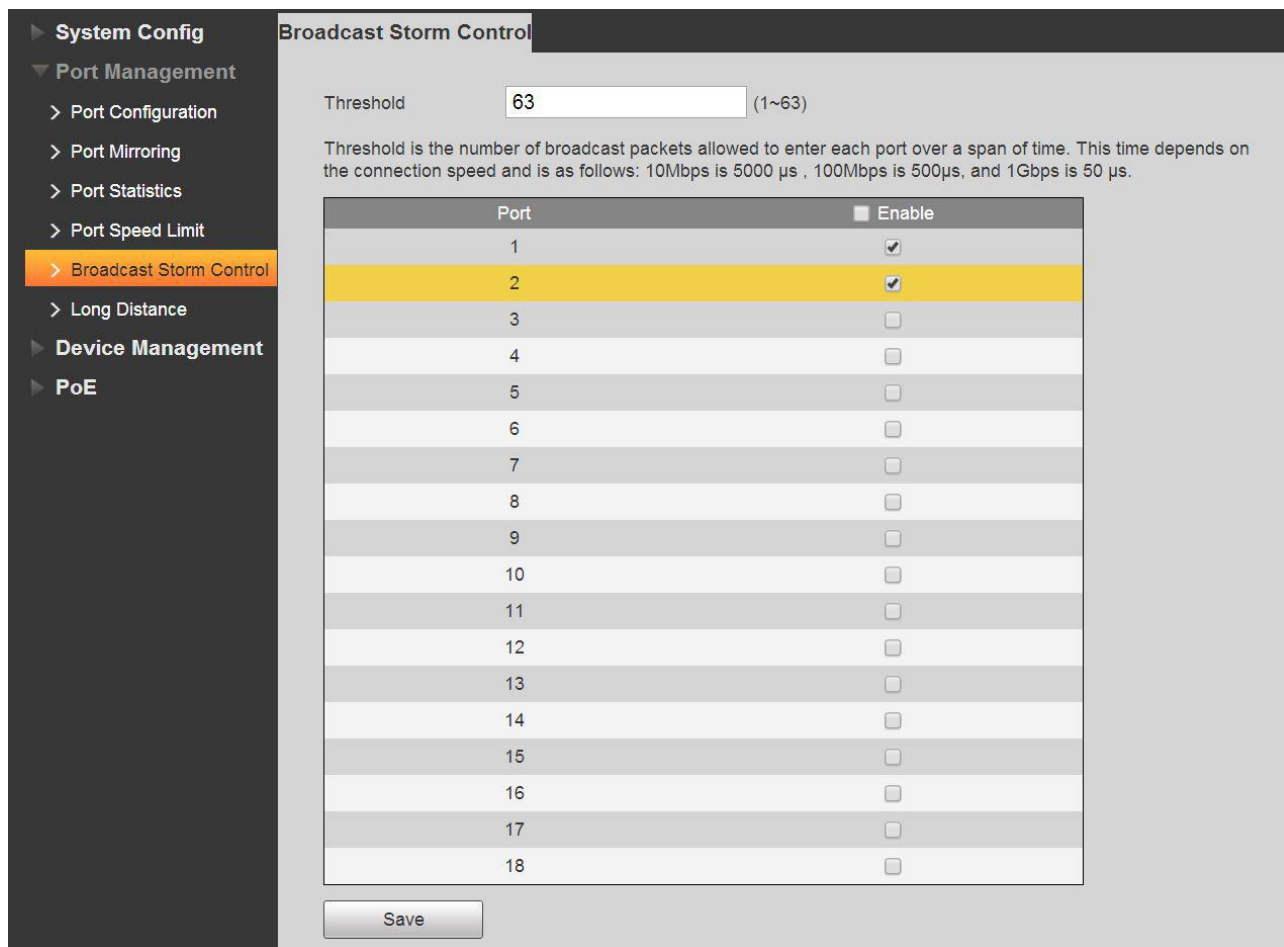 System Config
Port Management
Port Configuration
Port Mirroring
Port Statistics
Port Speed Limit
Broadcast Storm Control
Long Distance
Device Management
PoE
Broadcast Storm Control
Threshold 63 (1~63)
Threshold is the number of broadcast packets allowed to enter each port over a span of time. This time depends on
the connection speed and is as follows: 10Mbps is 5000 μs , 100Mbps is 500μs, and 1Gbps is 50 μs.
Port Enable
1
2
3
4
5
6
7
8
9
10
11
12
13
14
15
16
17
18
Save